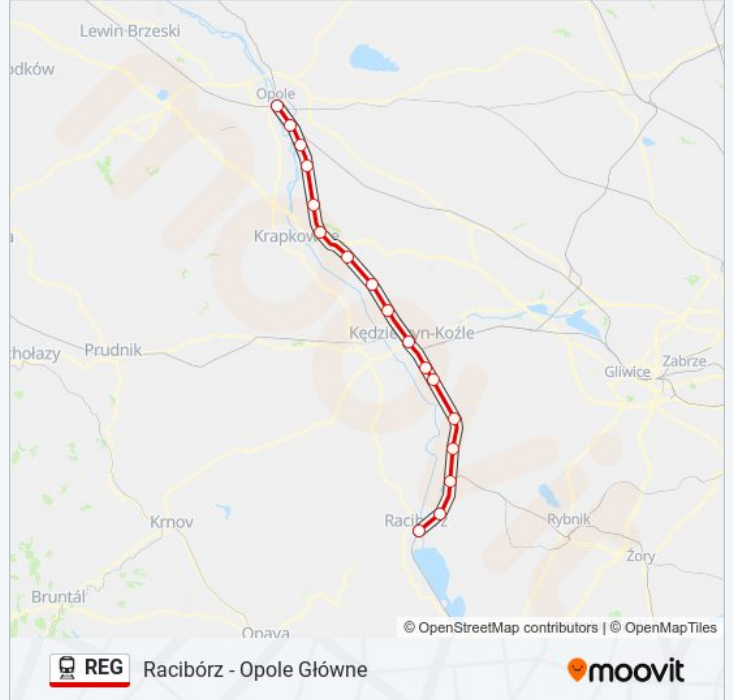 Lewin Brzeski
odków
Opole
Krapkowice
Kędzierzyn-Koźle
chołazy
Prudnik
Zabrze
Gliwice
Racibórz
Krnov
Rybnik
Żory
Bruntál
Opava
© OpenStreetMap contributors | © OpenMapTiles
REG Racibórz - Opole Główne
moovit